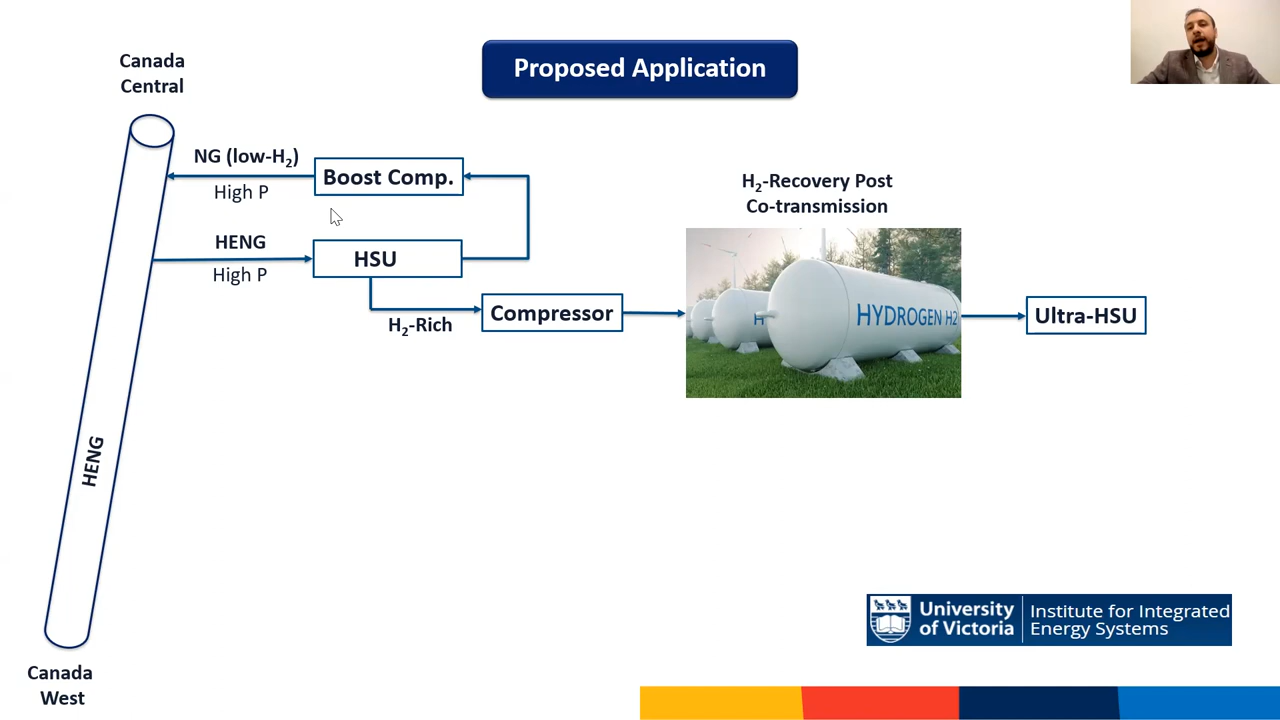 Proposed Application
Canada
Central
NG (low-H₂)
High P
Boost Comp.
HENG
High P
HSU
H₂-Rich
Compressor
H₂-Recovery Post
Co-transmission
H
HYDROGEN H2
Ultra-HSU
HENG
Canada
West
University
of Victoria
Institute for Integrated
Energy Systems